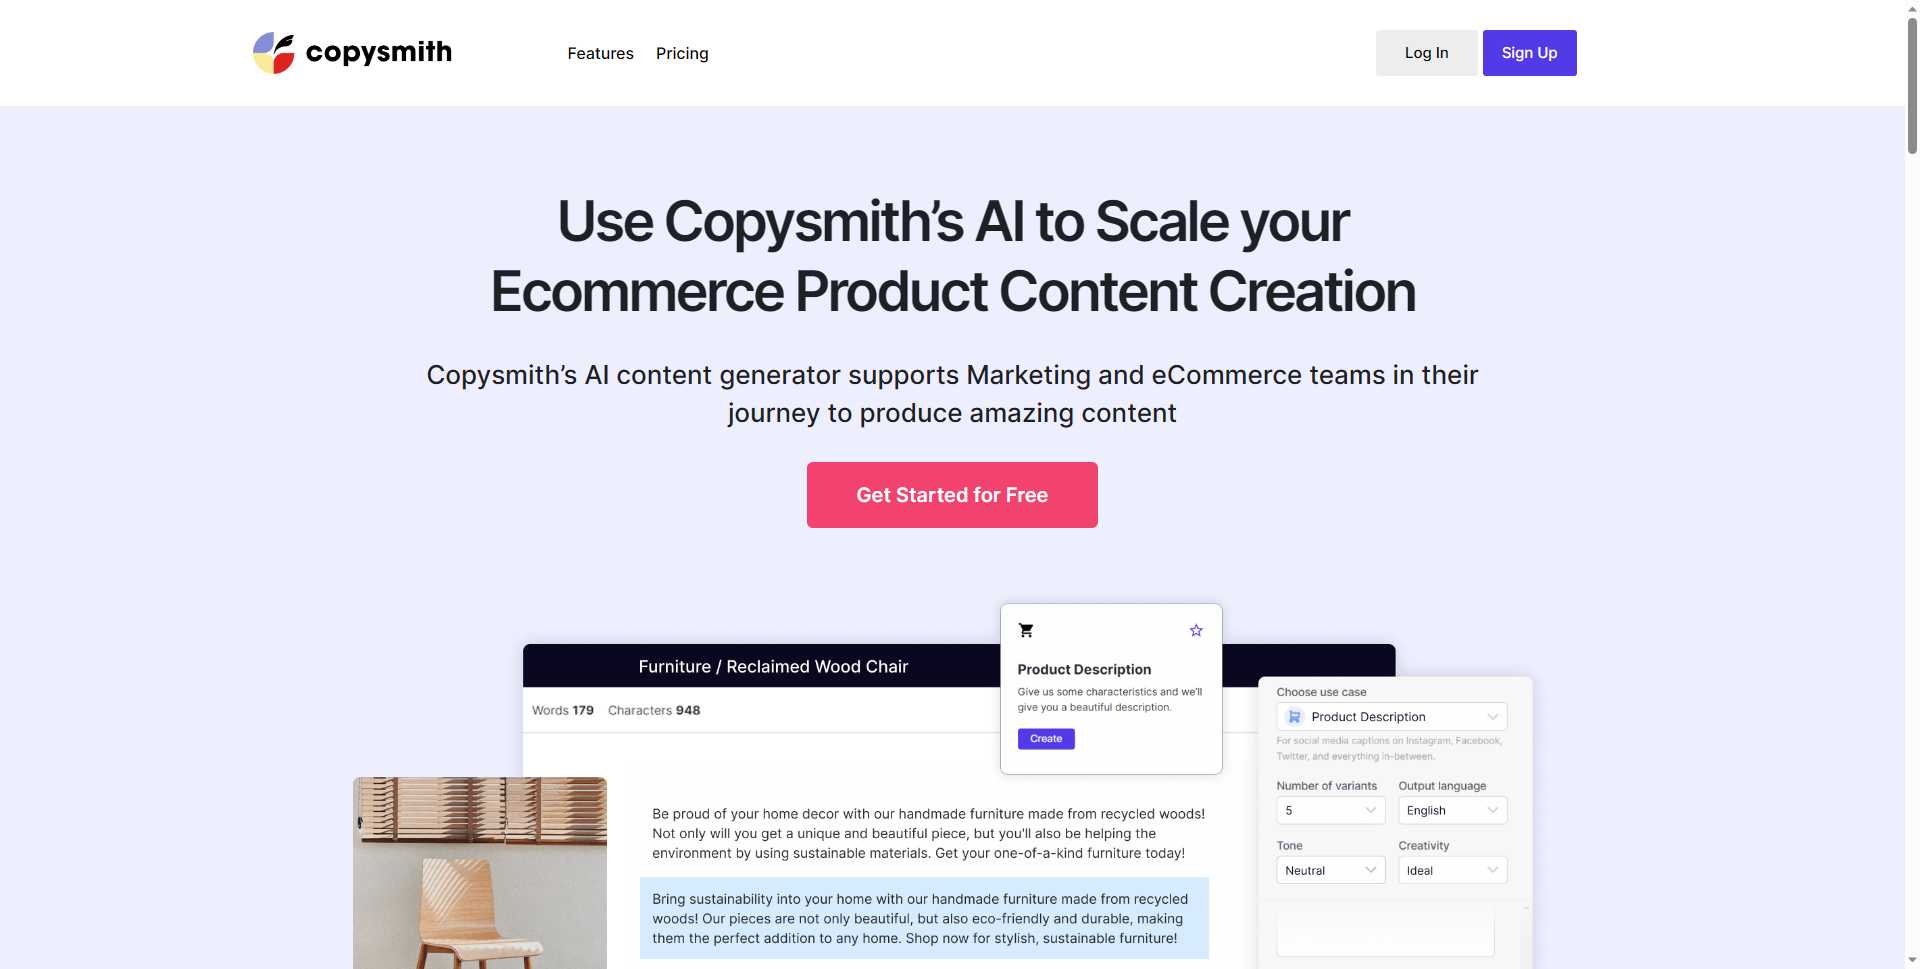 copysmith
Features
Pricing
Log In
Sign Up
Use Copysmith’s AI to Scale your
Ecommerce Product Content Creation
Copysmith’s AI content generator supports Marketing and eCommerce teams in their
journey to produce amazing content
Get Started for Free
Furniture / Reclaimed Wood Chair
Words 179 Characters 948
Product Description
Give us some characteristics and we'll
give you a beautiful description.
Create
Be proud of your home decor with our handmade furniture made from recycled woods!
Not only will you get a unique and beautiful piece, but you'll also be helping the
environment by using sustainable materials. Get your one-of-a-kind furniture today!
Bring sustainability into your home with our handmade furniture made from recycled
woods! Our pieces are not only beautiful, but also eco-friendly and durable, making
them the perfect addition to any home. Shop now for stylish, sustainable furniture!
Choose use case
Product Description
For social media captions on Instagram, Facebook,
Twitter, and everything in-between.
Number of variants
Output language
5
English
Tone
Creativity
Neutral
Ideal